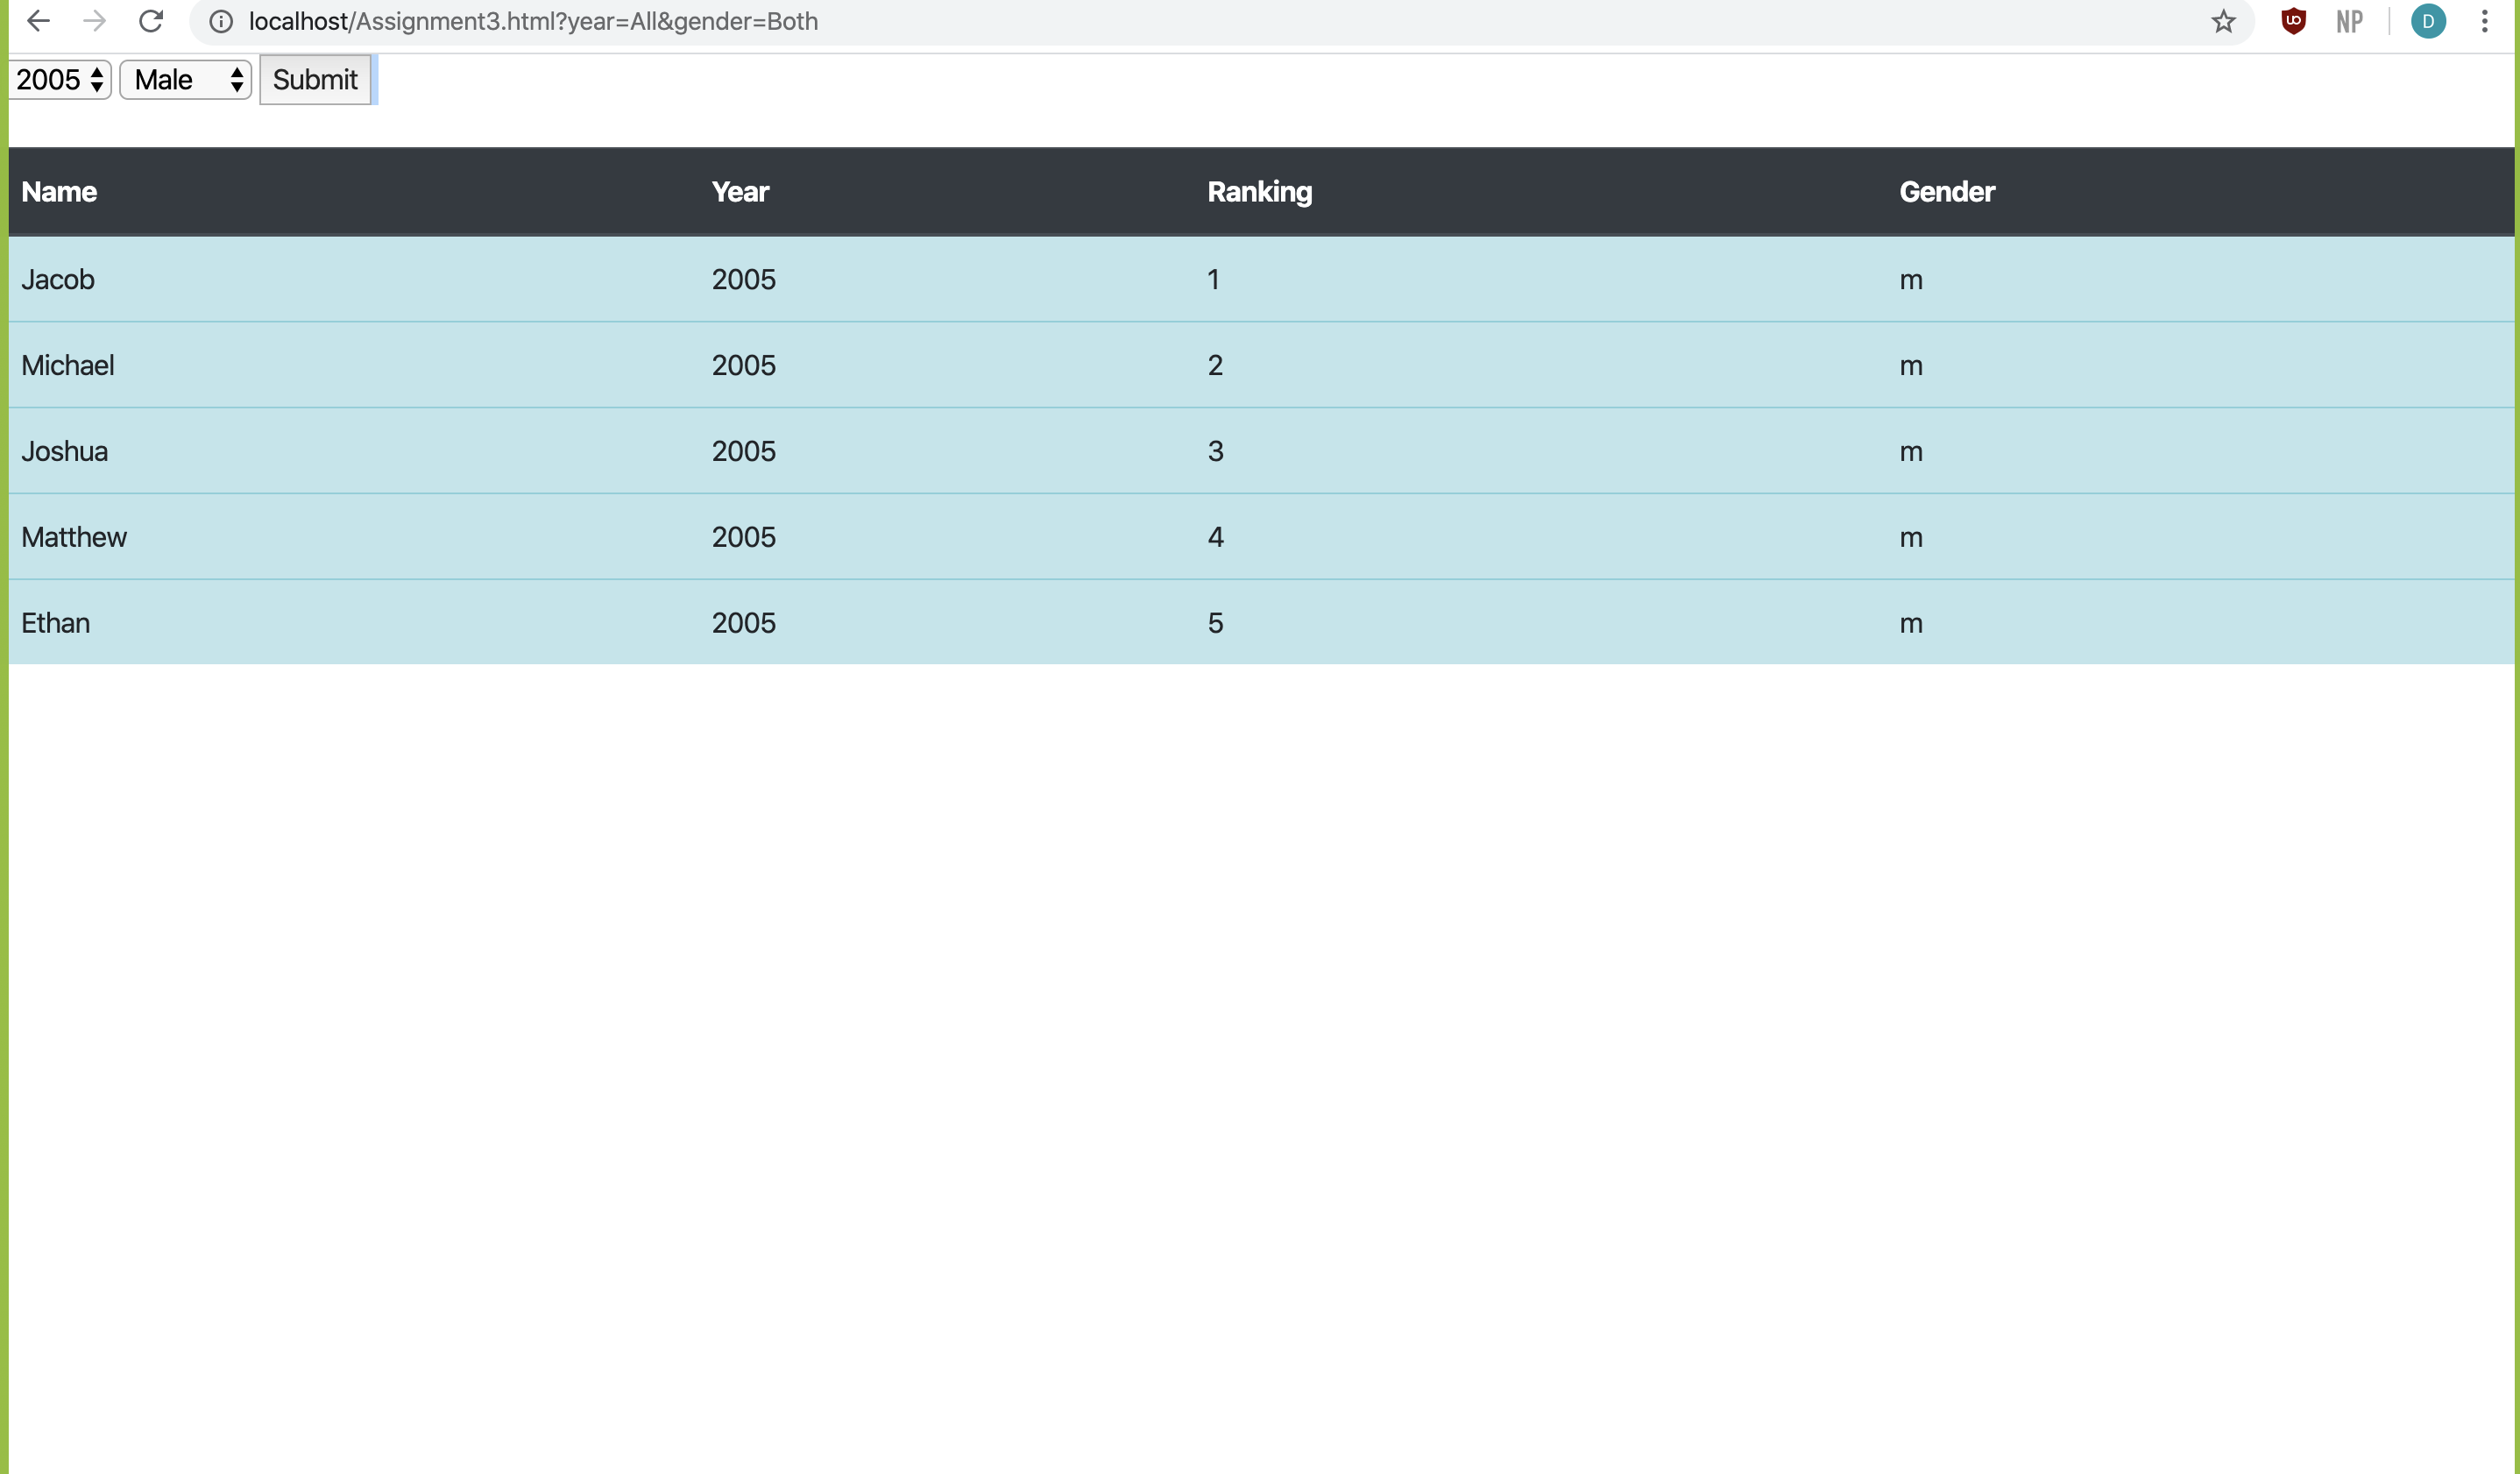 localhost/Assignment3.html?year=All&gender=Both
UO NP D
2005 Male Submit
Name Year Ranking Gender
Jacob 2005 1 m
Michael 2005 2 m
Joshua 2005 3 m
Matthew 2005 4 m
Ethan 2005 5 m